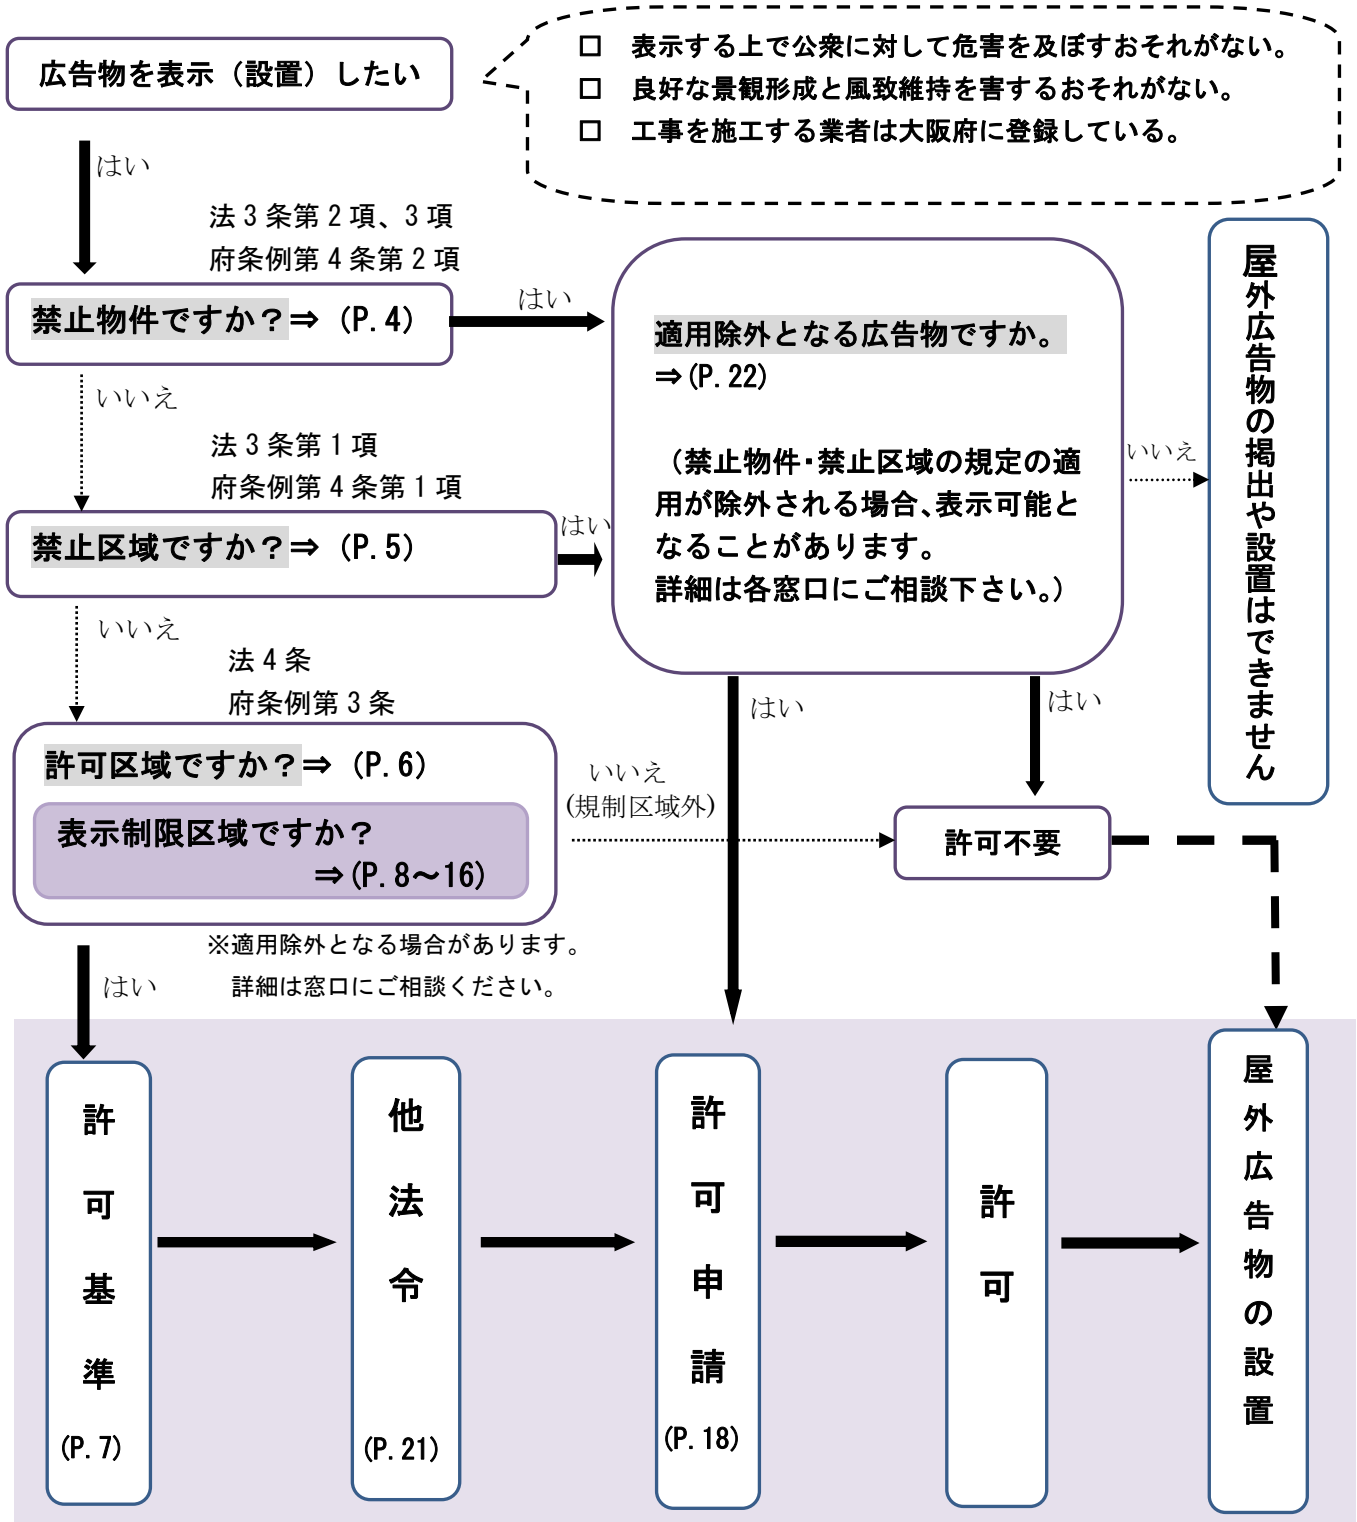 広告物を表示（設置）したい
□ 表示する上で公衆に対して危害を及ぼすおそれがない。
□ 良好な景観形成と風致維持を害するおそれがない。
□ 工事を施工する業者は大阪府に登録している。
はい
法3条第2項、3項
府条例第4条第2項
禁止物件ですか？⇒（P.4）
はい
いいえ
法3条第1項
府条例第4条第1項
禁止区域ですか？⇒（P.5）
はい
いいえ
適用除外となる広告物ですか。
⇒(P.22)
（禁止物件・禁止区域の規定の適
用が除外される場合、表示可能と
なることがあります。
詳細は各窓口にご相談下さい。）
いいえ
屋外広告物の掲出や設置はできません
法4条
府条例第3条
許可区域ですか？⇒（P.6）
表示制限区域ですか？
⇒(P.8～16)
いいえ
(規制区域外)
はい
はい
許可不要
※適用除外となる場合があります。
詳細は窓口にご相談ください。
はい
許可基準
(P.7)
他法令
(P.21)
許可申請
(P.18)
許可
屋外広告物の設置